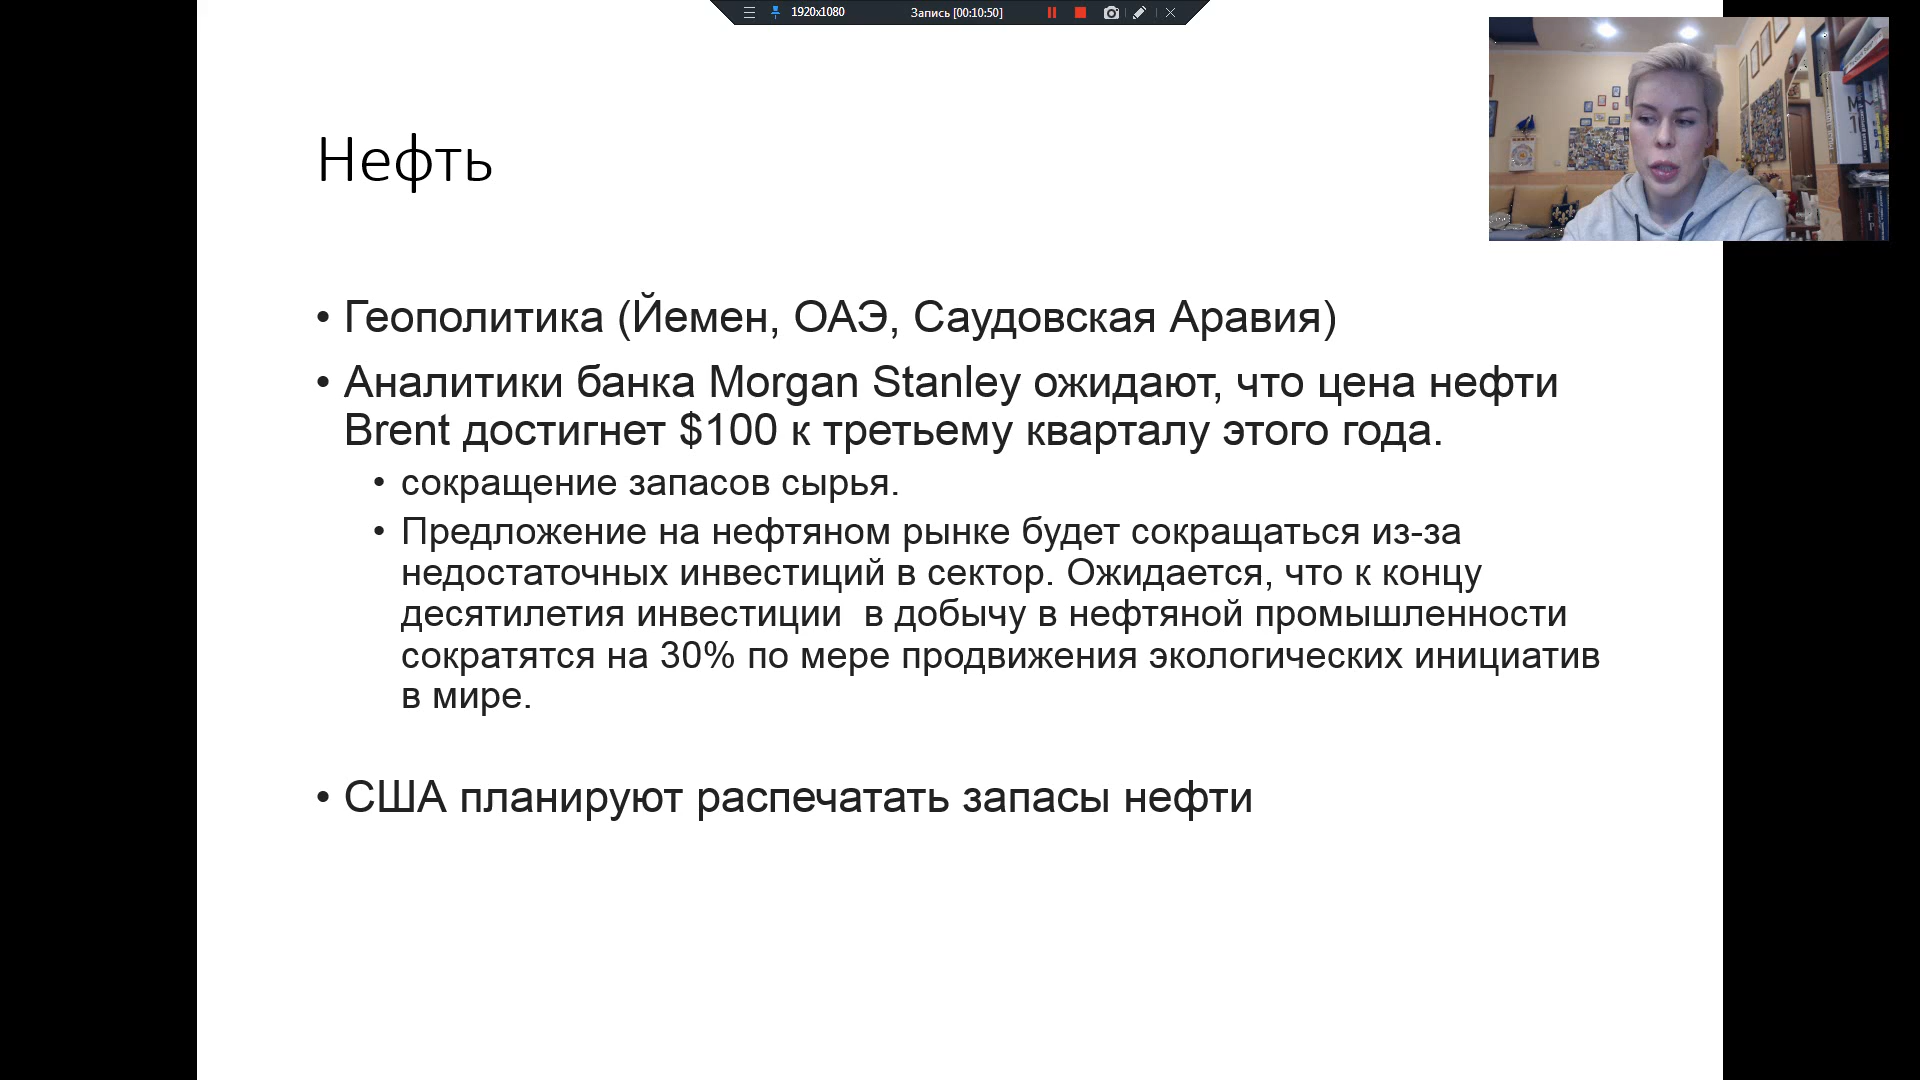 1920x1080 Запись [00:10:50]
Нефть
• Геополитика (Йемен, ОАЭ, Саудовская Аравия)
• Аналитики банка Morgan Stanley ожидают, что цена нефти
Brent достигнет $100 к третьему кварталу этого года.
• сокращение запасов сырья.
• Предложение на нефтяном рынке будет сокращаться из-за
недостаточных инвестиций в сектор. Ожидается, что к концу
десятилетия инвестиции  в добычу в нефтяной промышленности
сократятся на 30% по мере продвижения экологических инициатив
в мире.
• США планируют распечатать запасы нефти